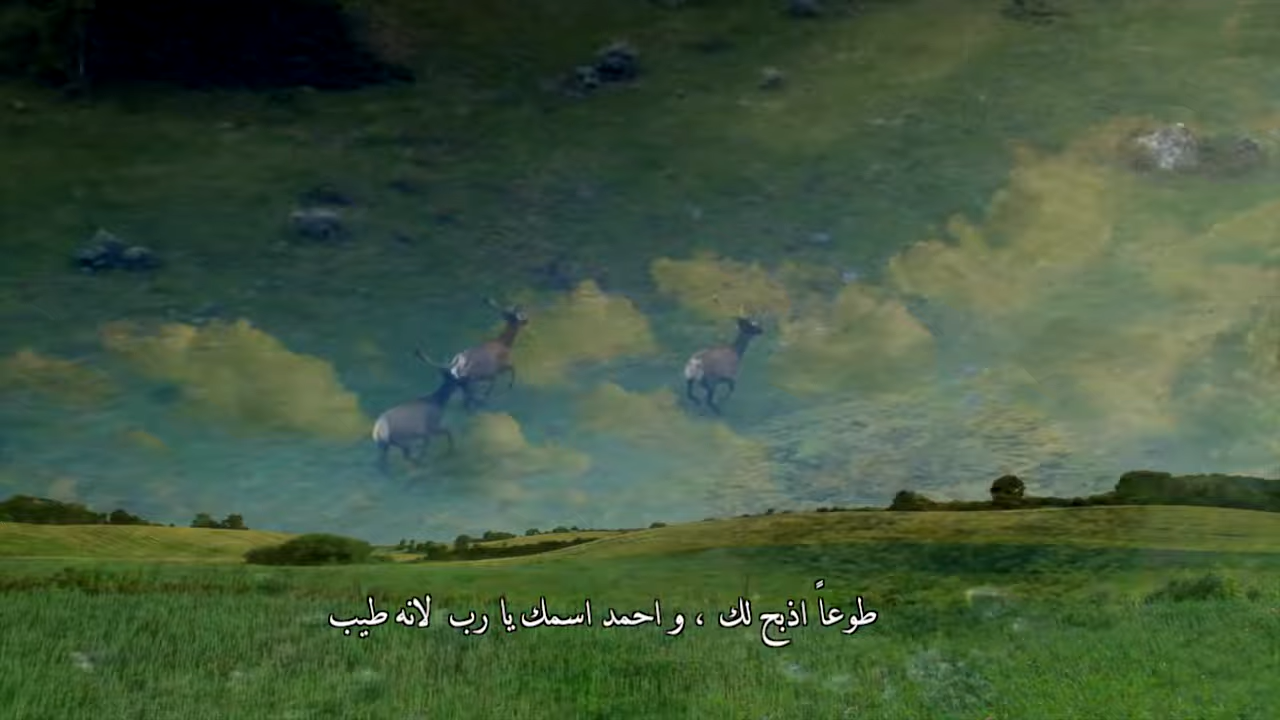 طوعاً اذبح لك ، و احمد اسمك يا رب لانه طيب